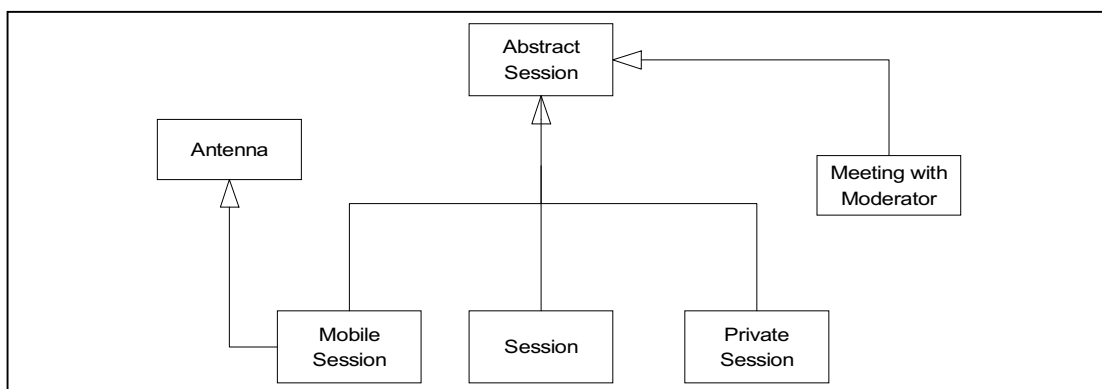 Abstract
Session
Antenna
Meeting with
Moderator
Mobile
Session
Session
Private
Session